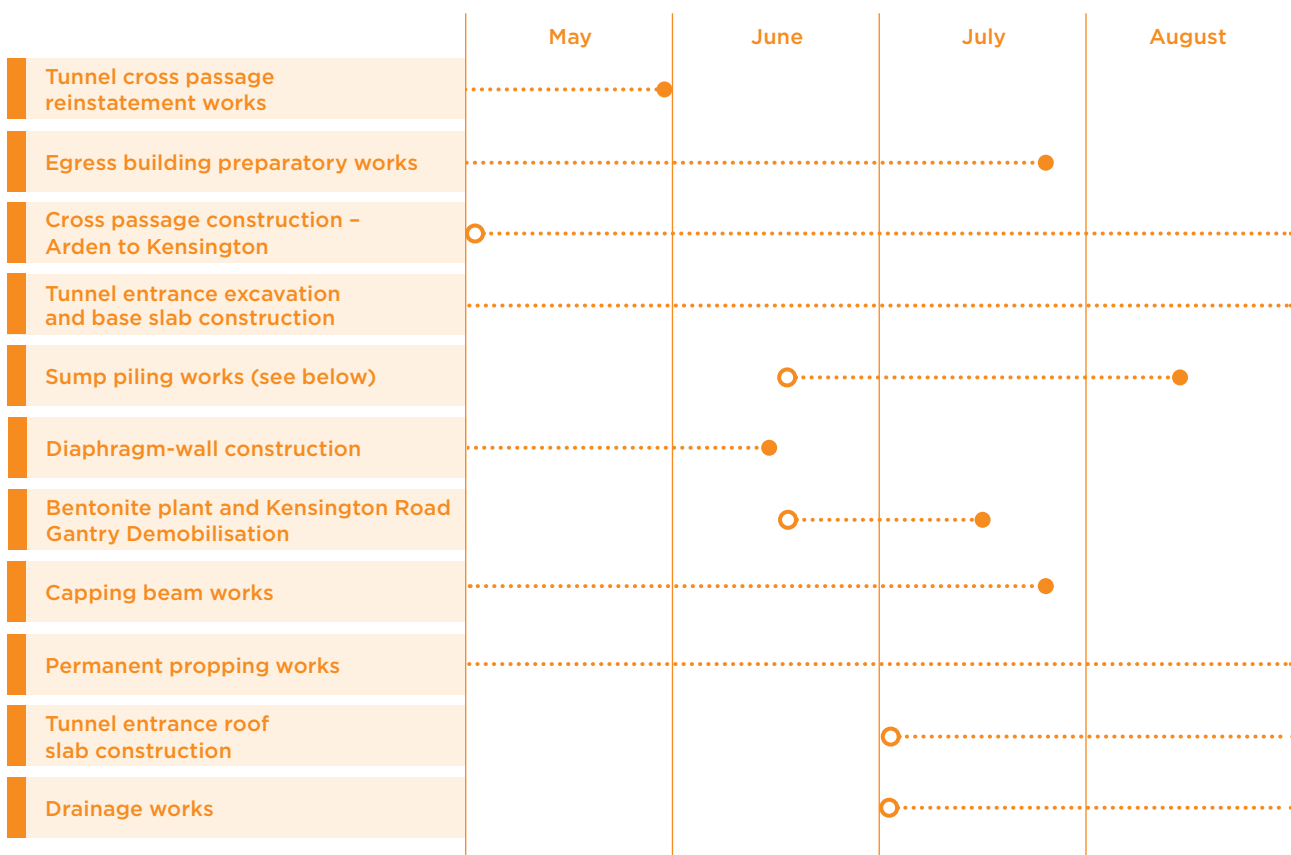 May June July August
Tunnel cross passage
reinstatement works
Egress building preparatory works
Cross passage construction –
Arden to Kensington
Tunnel entrance excavation
and base slab construction
Sump piling works (see below)
Diaphragm-wall construction
Bentonite plant and Kensington Road
Gantry Demobilisation
Capping beam works
Permanent propping works
Tunnel entrance roof
slab construction
Drainage works